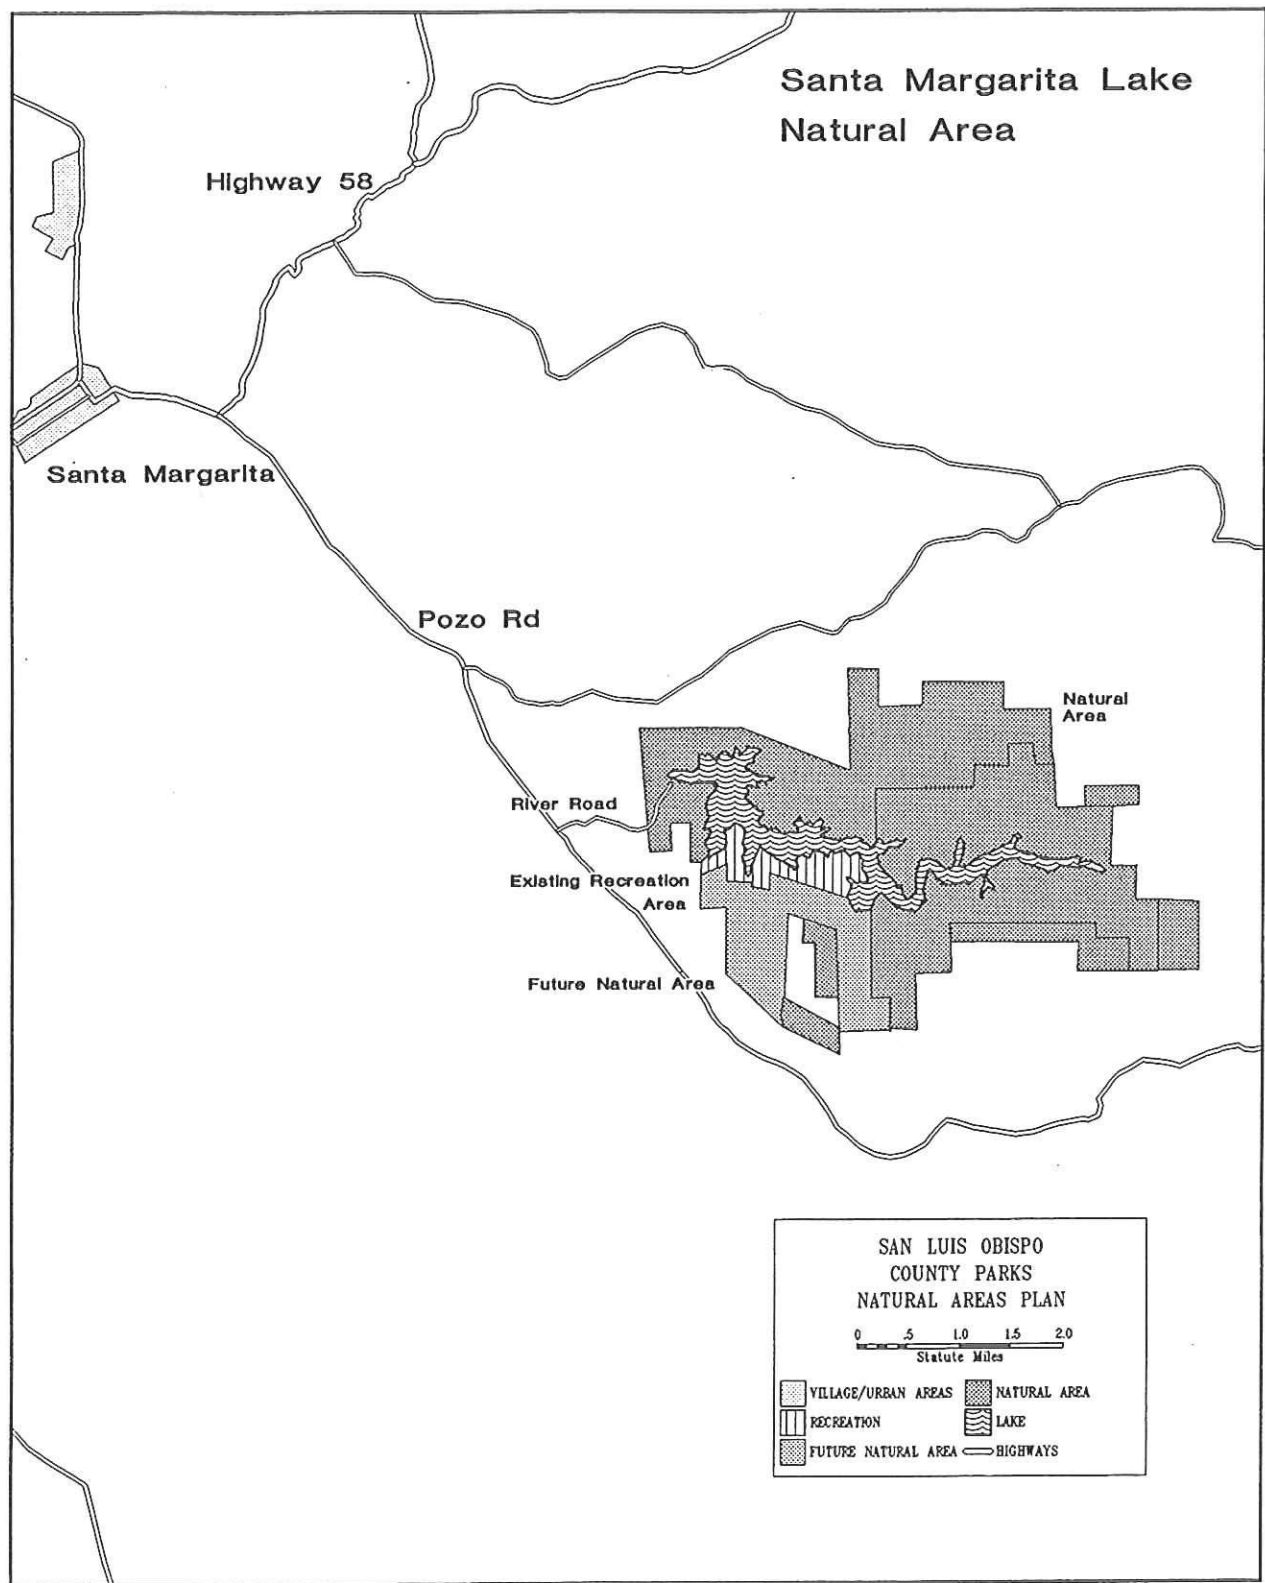 Santa Margarita Lake
Natural Area
Highway 58
Santa Margarita
Pozo Rd
Natural
Area
River Road
Existing Recreation
Area
Future Natural Area
SAN LUIS OBISPO
COUNTY PARKS
NATURAL AREAS PLAN
0 .5 1.0 1.5 2.0
Statute Miles
VILLAGE/URBAN AREAS
NATURAL AREA
RECREATION
LAKE
FUTURE NATURAL AREA
HIGHWAYS